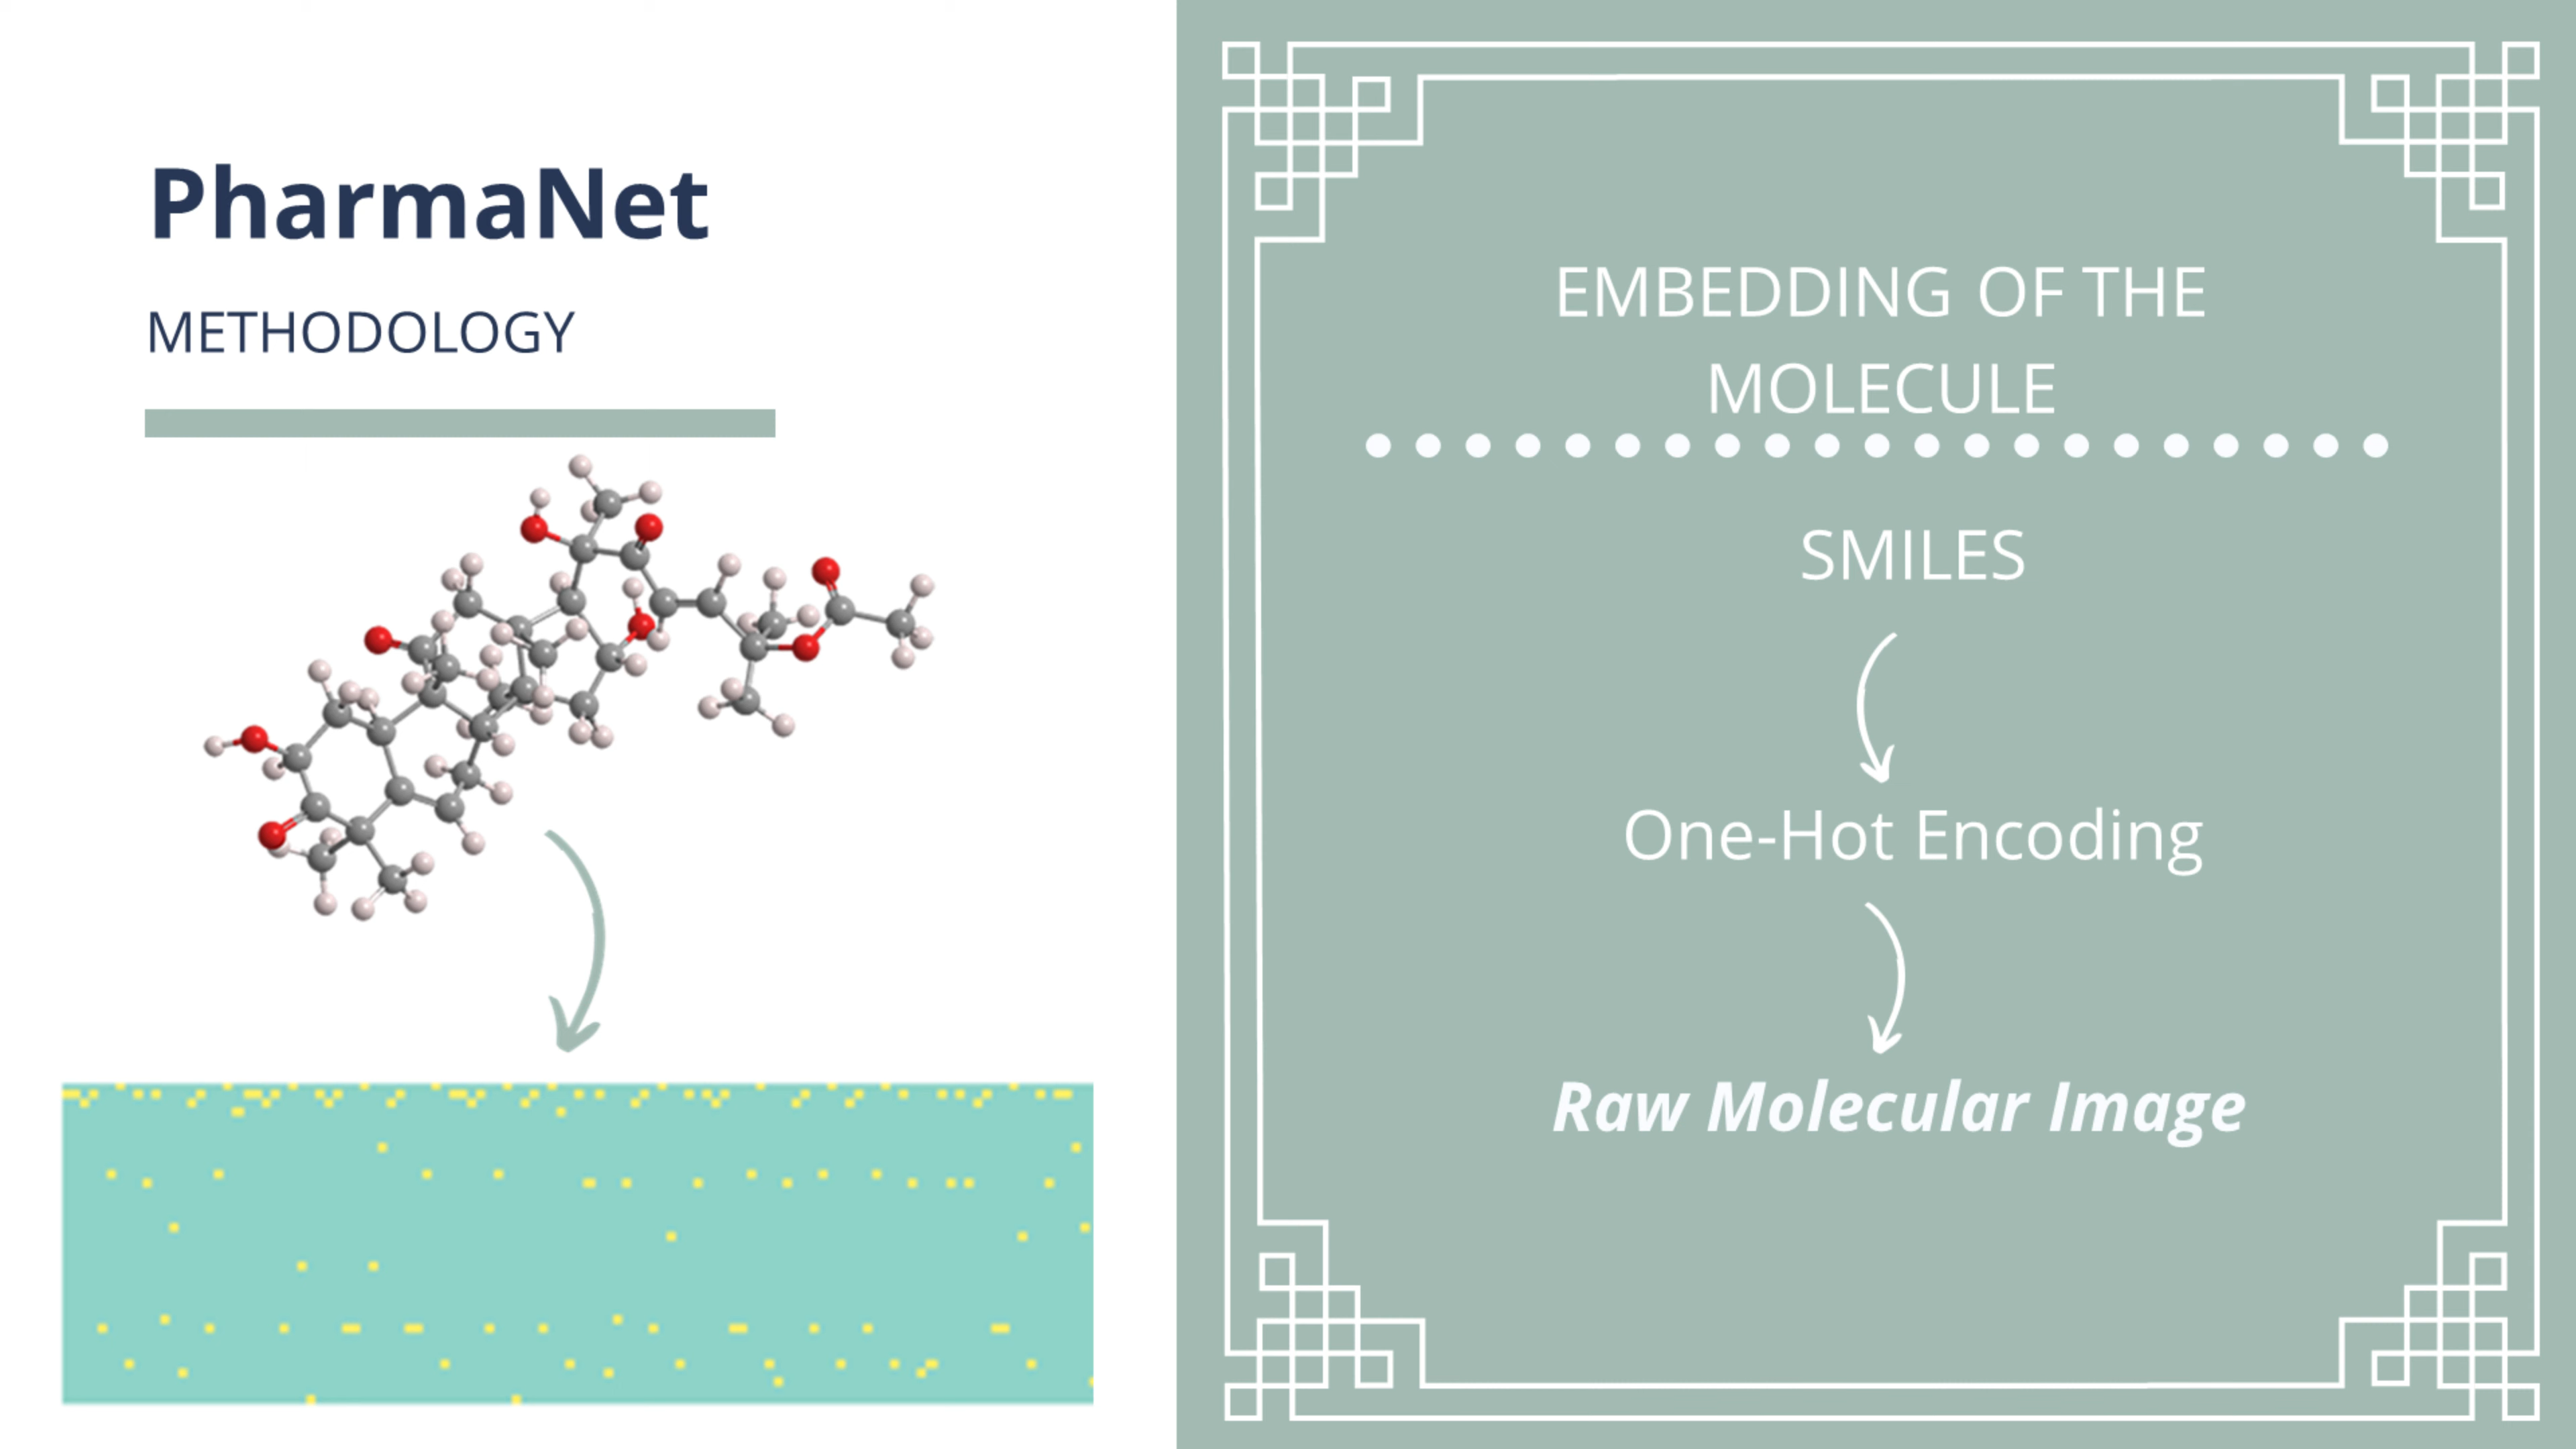 PharmaNet
METHODOLOGY
EMBEDDING OF THE
MOLECULE
SMILES
One-Hot Encoding
Raw Molecular Image